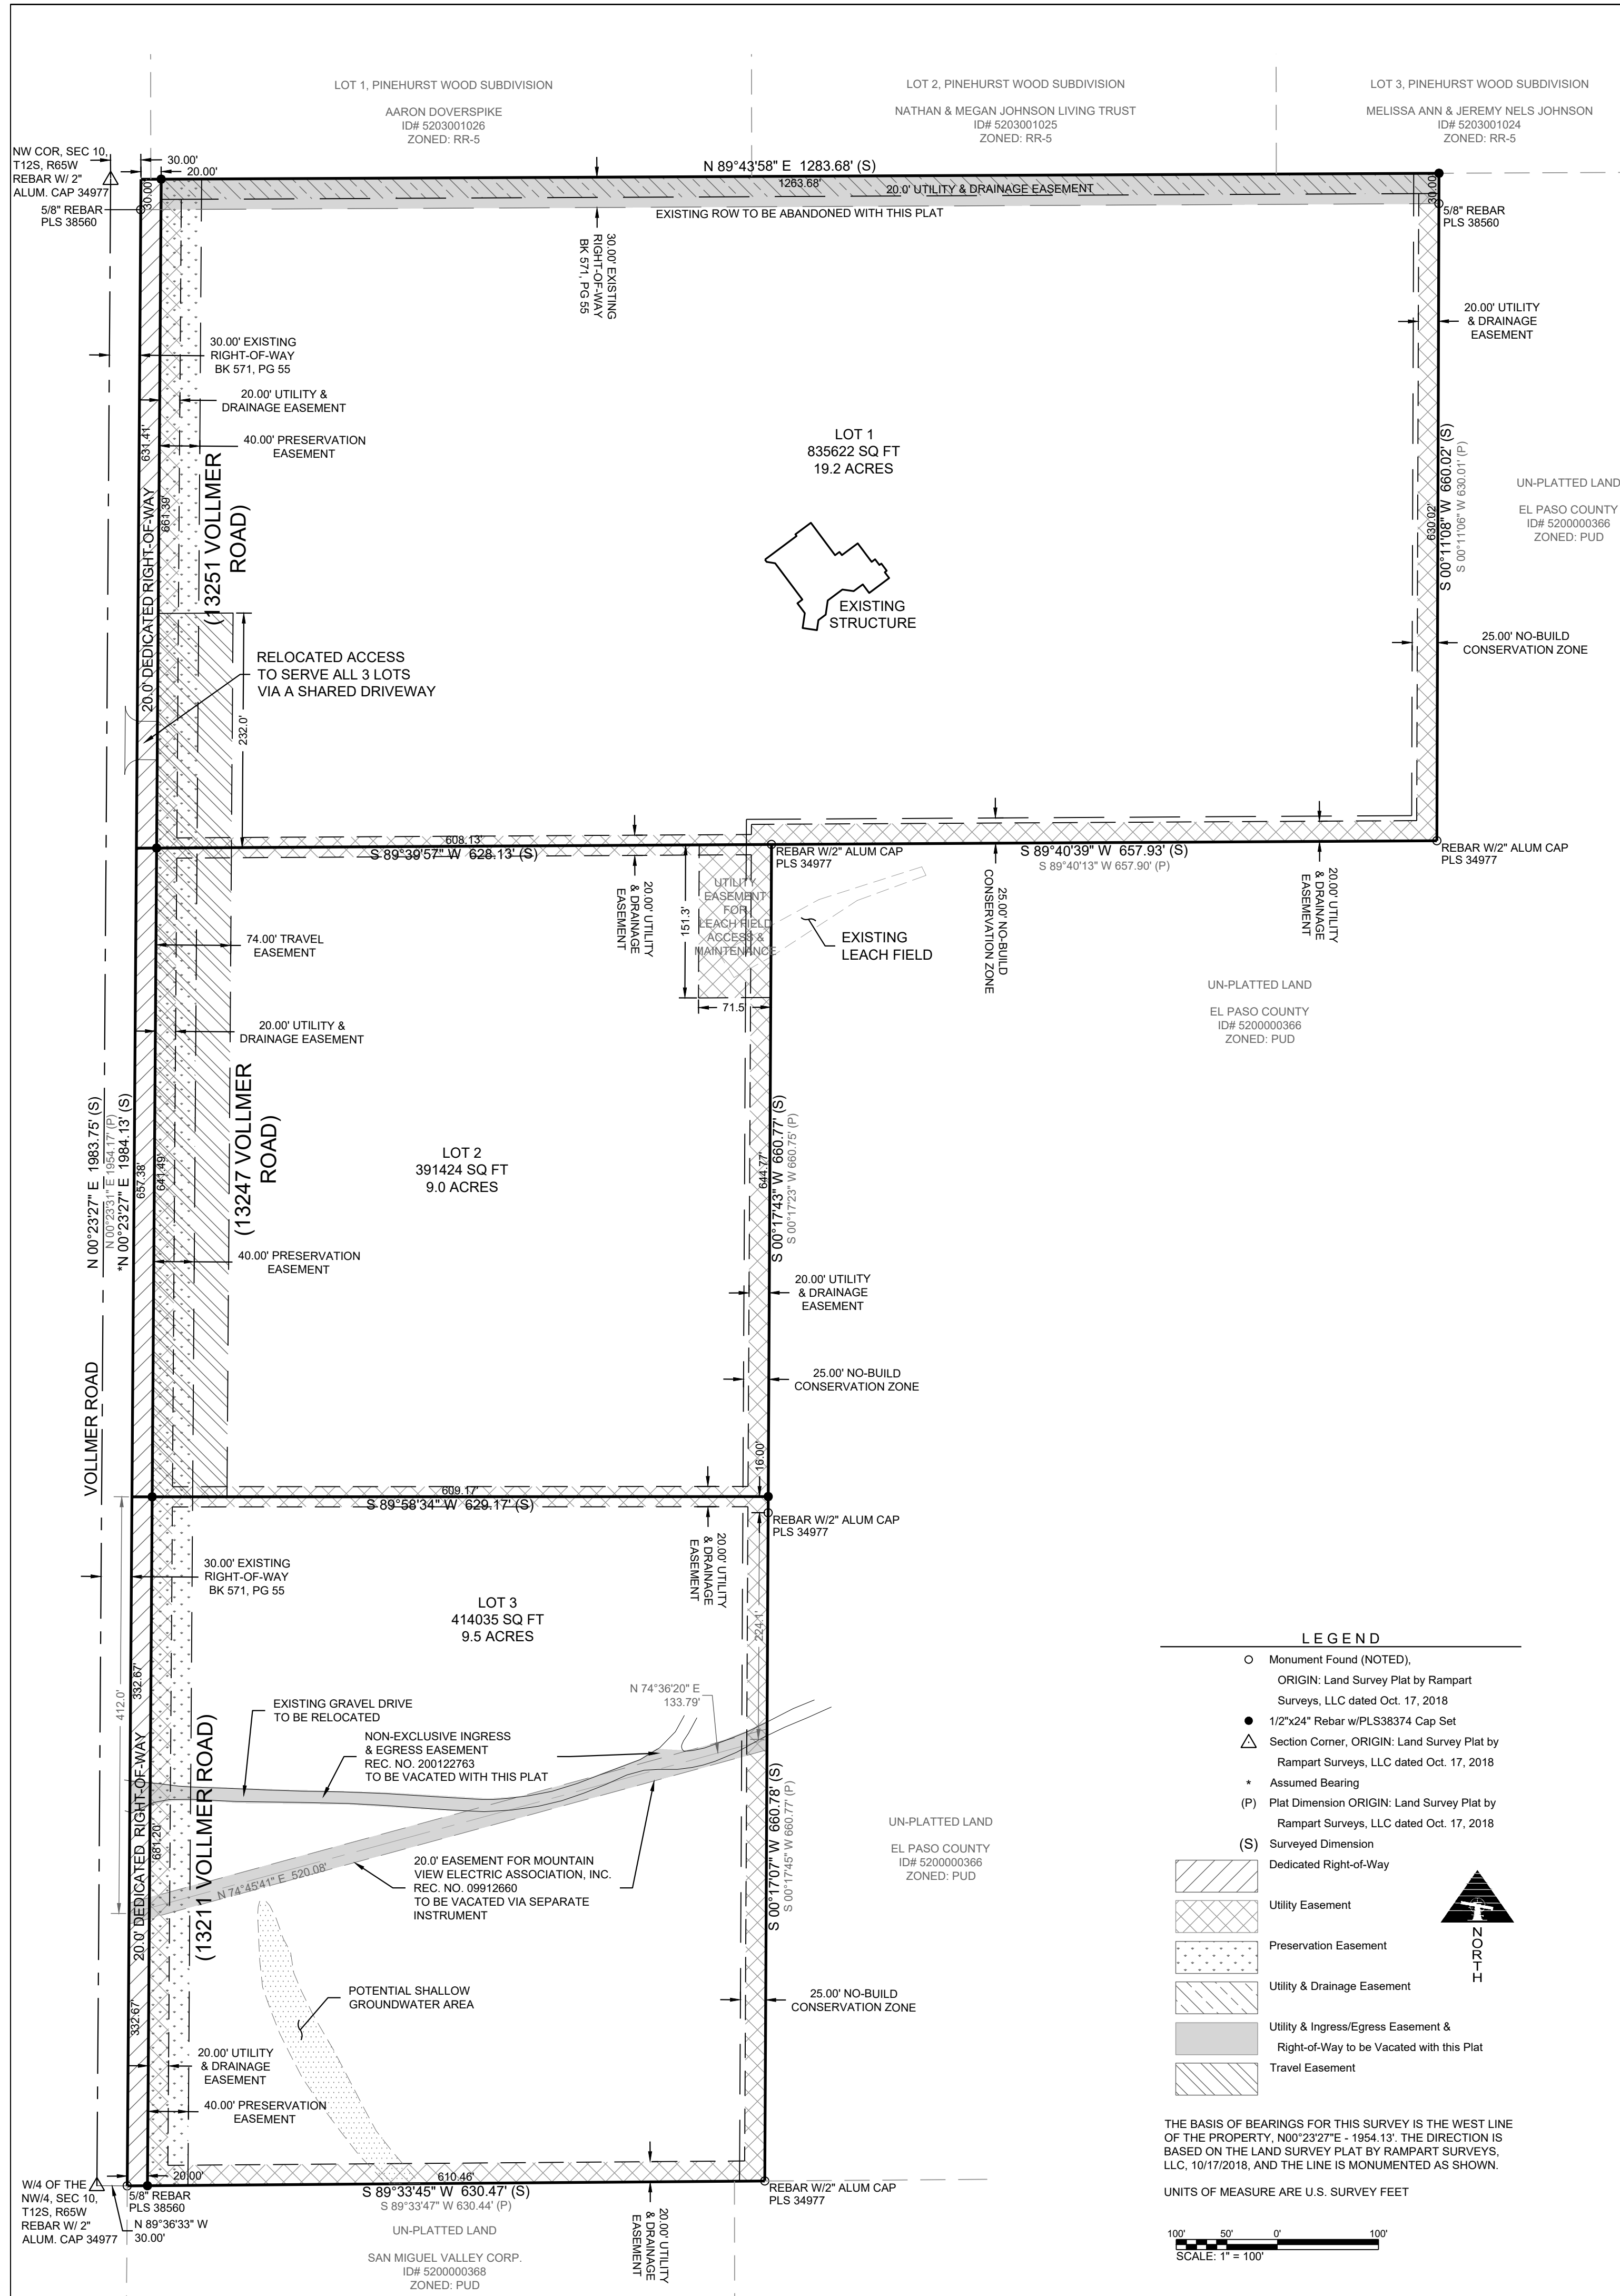 LOT 1, PINEHURST WOOD SUBDIVISION
AARON DOVERSPIKE
ID# 5203001026
ZONED: RR-5
LOT 2, PINEHURST WOOD SUBDIVISION
NATHAN & MEGAN JOHNSON LIVING TRUST
ID# 5203001025
ZONED: RR-5
LOT 3, PINEHURST WOOD SUBDIVISION
MELISSA ANN & JEREMY NELS JOHNSON
ID# 5203001024
ZONED: RR-5
NW COR, SEC 10,
T12S, R65W
REBAR W/ 2"
ALUM. CAP 34977
30.00'
20.00'
30.00'
5/8" REBAR
PLS 38560
N 89°43'58" E 1283.68' (S)
1263.68'
20.0' UTILITY & DRAINAGE EASEMENT
EXISTING ROW TO BE ABANDONED WITH THIS PLAT
30.00' EXISTING
RIGHT-OF-WAY
BK 571, PG 55
30.00'
5/8" REBAR
PLS 38560
20.00' UTILITY
& DRAINAGE
EASEMENT
30.00' EXISTING
RIGHT-OF-WAY
BK 571, PG 55
20.00' UTILITY &
DRAINAGE EASEMENT
40.00' PRESERVATION
EASEMENT
631.41'
661.39'
20.0' DEDICATED RIGHT-OF-WAY
(13251 VOLLMER
ROAD)
LOT 1
835622 SQ FT
19.2 ACRES
EXISTING
STRUCTURE
630.02'
S 00°11'08" W 660.02' (S)
S 00°11'06" W 630.01' (P)
UN-PLATTED LAND
EL PASO COUNTY
ID# 5200000366
ZONED: PUD
25.00' NO-BUILD
CONSERVATION ZONE
RELOCATED ACCESS
TO SERVE ALL 3 LOTS
VIA A SHARED DRIVEWAY
232.0'
608.13'
S 89°39'57" W 628.13' (S)
REBAR W/2" ALUM CAP
PLS 34977
S 89°40'39" W 657.93' (S)
S 89°40'13" W 657.90' (P)
REBAR W/2" ALUM CAP
PLS 34977
20.00' UTILITY
& DRAINAGE
EASEMENT
151.3'
UTILITY
EASEMENT
FOR
LEACH FIELD
ACCESS &
MAINTENANCE
71.5'
EXISTING
LEACH FIELD
25.00' NO-BUILD
CONSERVATION ZONE
20.00' UTILITY
& DRAINAGE
EASEMENT
74.00' TRAVEL
EASEMENT
20.00' UTILITY &
DRAINAGE EASEMENT
UN-PLATTED LAND
EL PASO COUNTY
ID# 5200000366
ZONED: PUD
N 00°23'27" E 1983.75' (S)
N 00°23'31" E 1954.17' (P)
*N 00°23'27" E 1984.13' (S)
657.38'
641.49'
(13247 VOLLMER
ROAD)
LOT 2
391424 SQ FT
9.0 ACRES
644.77'
S 00°17'43" W 660.77' (S)
S 00°17'23" W 660.75' (P)
40.00' PRESERVATION
EASEMENT
20.00' UTILITY
& DRAINAGE
EASEMENT
25.00' NO-BUILD
CONSERVATION ZONE
VOLLMER ROAD
16.00'
609.17'
S 89°58'34" W 629.17' (S)
REBAR W/2" ALUM CAP
PLS 34977
20.00' UTILITY
& DRAINAGE
EASEMENT
30.00' EXISTING
RIGHT-OF-WAY
BK 571, PG 55
LOT 3
414035 SQ FT
9.5 ACRES
224.1'
412.0'
332.67'
N 74°36'20" E
133.79'
EXISTING GRAVEL DRIVE
TO BE RELOCATED
NON-EXCLUSIVE INGRESS
& EGRESS EASEMENT
REC. NO. 200122763
TO BE VACATED WITH THIS PLAT
20.0' DEDICATED RIGHT-OF-WAY
681.20'
(13211 VOLLMER ROAD)
N 74°45'41" E 520.08'
20.0' EASEMENT FOR MOUNTAIN
VIEW ELECTRIC ASSOCIATION, INC.
REC. NO. 09912660
TO BE VACATED VIA SEPARATE
INSTRUMENT
S 00°17'07" W 660.78' (S)
S 00°17'45" W 660.77' (P)
UN-PLATTED LAND
EL PASO COUNTY
ID# 5200000366
ZONED: PUD
POTENTIAL SHALLOW
GROUNDWATER AREA
25.00' NO-BUILD
CONSERVATION ZONE
332.67'
20.00' UTILITY
& DRAINAGE
EASEMENT
40.00' PRESERVATION
EASEMENT
W/4 OF THE
NW/4, SEC 10,
T12S, R65W
REBAR W/ 2"
ALUM. CAP 34977
20.00'
5/8" REBAR
PLS 38560
N 89°36'33" W
30.00'
610.46'
S 89°33'45" W 630.47' (S)
S 89°33'47" W 630.44' (P)
REBAR W/2" ALUM CAP
PLS 34977
20.00' UTILITY
& DRAINAGE
EASEMENT
UN-PLATTED LAND
SAN MIGUEL VALLEY CORP.
ID# 5200000368
ZONED: PUD
LEGEND
Monument Found (NOTED),
ORIGIN: Land Survey Plat by Rampart
Surveys, LLC dated Oct. 17, 2018
1/2"x24" Rebar w/PLS38374 Cap Set
Section Corner, ORIGIN: Land Survey Plat by
Rampart Surveys, LLC dated Oct. 17, 2018
* Assumed Bearing
(P) Plat Dimension ORIGIN: Land Survey Plat by
Rampart Surveys, LLC dated Oct. 17, 2018
(S) Surveyed Dimension
Dedicated Right-of-Way
Utility Easement
Preservation Easement
Utility & Drainage Easement
Utility & Ingress/Egress Easement &
Right-of-Way to be Vacated with this Plat
Travel Easement
NORTH
THE BASIS OF BEARINGS FOR THIS SURVEY IS THE WEST LINE
OF THE PROPERTY, N00°23'27"E - 1954.13'. THE DIRECTION IS
BASED ON THE LAND SURVEY PLAT BY RAMPART SURVEYS,
LLC, 10/17/2018, AND THE LINE IS MONUMENTED AS SHOWN.
UNITS OF MEASURE ARE U.S. SURVEY FEET
100' 50' 0' 100'
SCALE: 1" = 100'